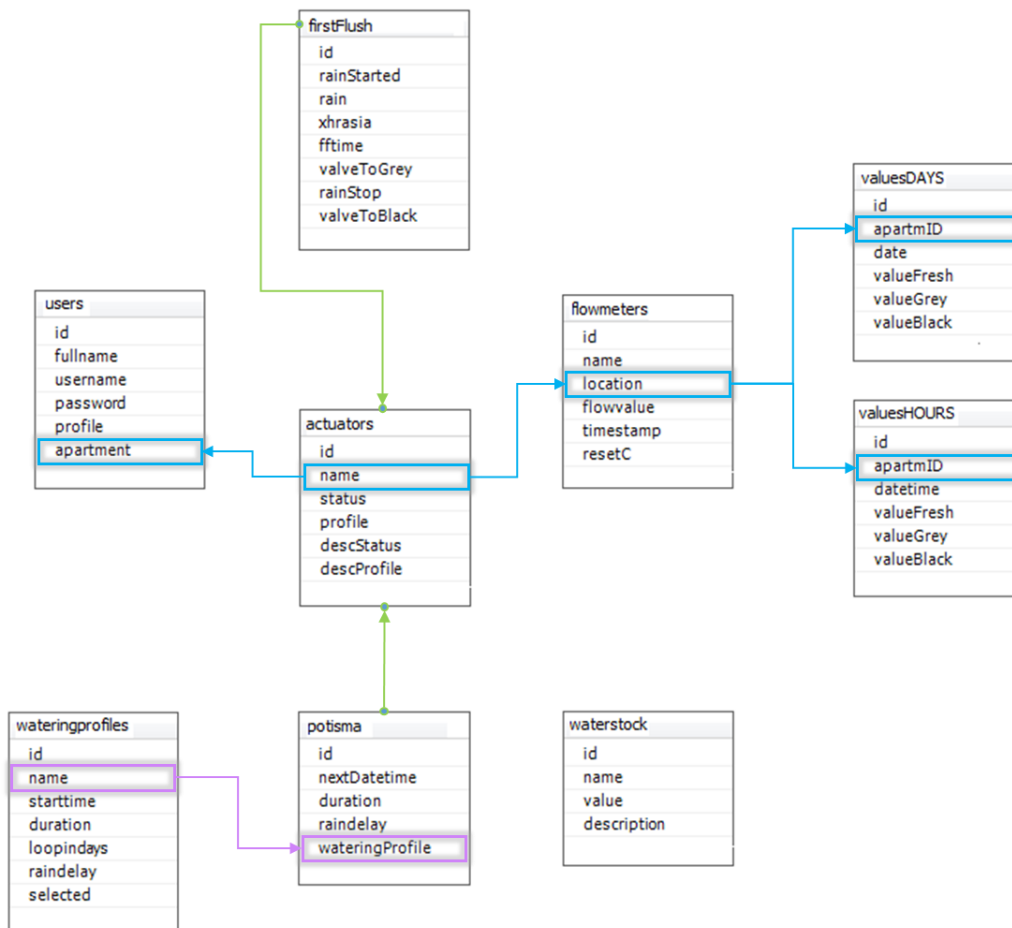 firstFlush
id
rainStarted
rain
xhrasia
fftime
valveToGrey
rainStop
valveToBlack
valuesDAYS
id
apartmID
date
valueFresh
valueGrey
valueBlack
users
id
fullname
username
password
profile
apartment
flowmeters
id
name
location
flowvalue
timestamp
resetC
actuators
id
name
status
profile
descStatus
descProfile
valuesHOURS
id
apartmID
datetime
valueFresh
valueGrey
valueBlack
wateringprofiles
id
name
starttime
duration
loopindays
raindelay
selected
potisma
id
nextDatetime
duration
raindelay
wateringProfile
waterstock
id
name
value
description